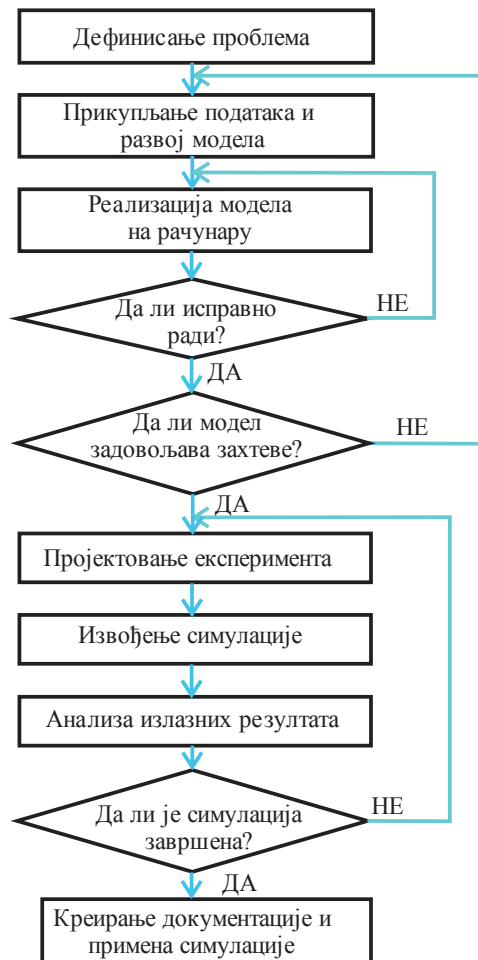 Дефинисање проблема
Прикупљање података и
развој модела
Реализација модела
на рачунару
Да ли исправно
ради?
НЕ
ДА
Да ли модел
задовољава захтеве?
НЕ
ДА
Пројектовање експеримента
Извођење симулације
Анализа излазних резултата
Да ли је симулација
завршена?
НЕ
ДА
Креирање документације и
примена симулације